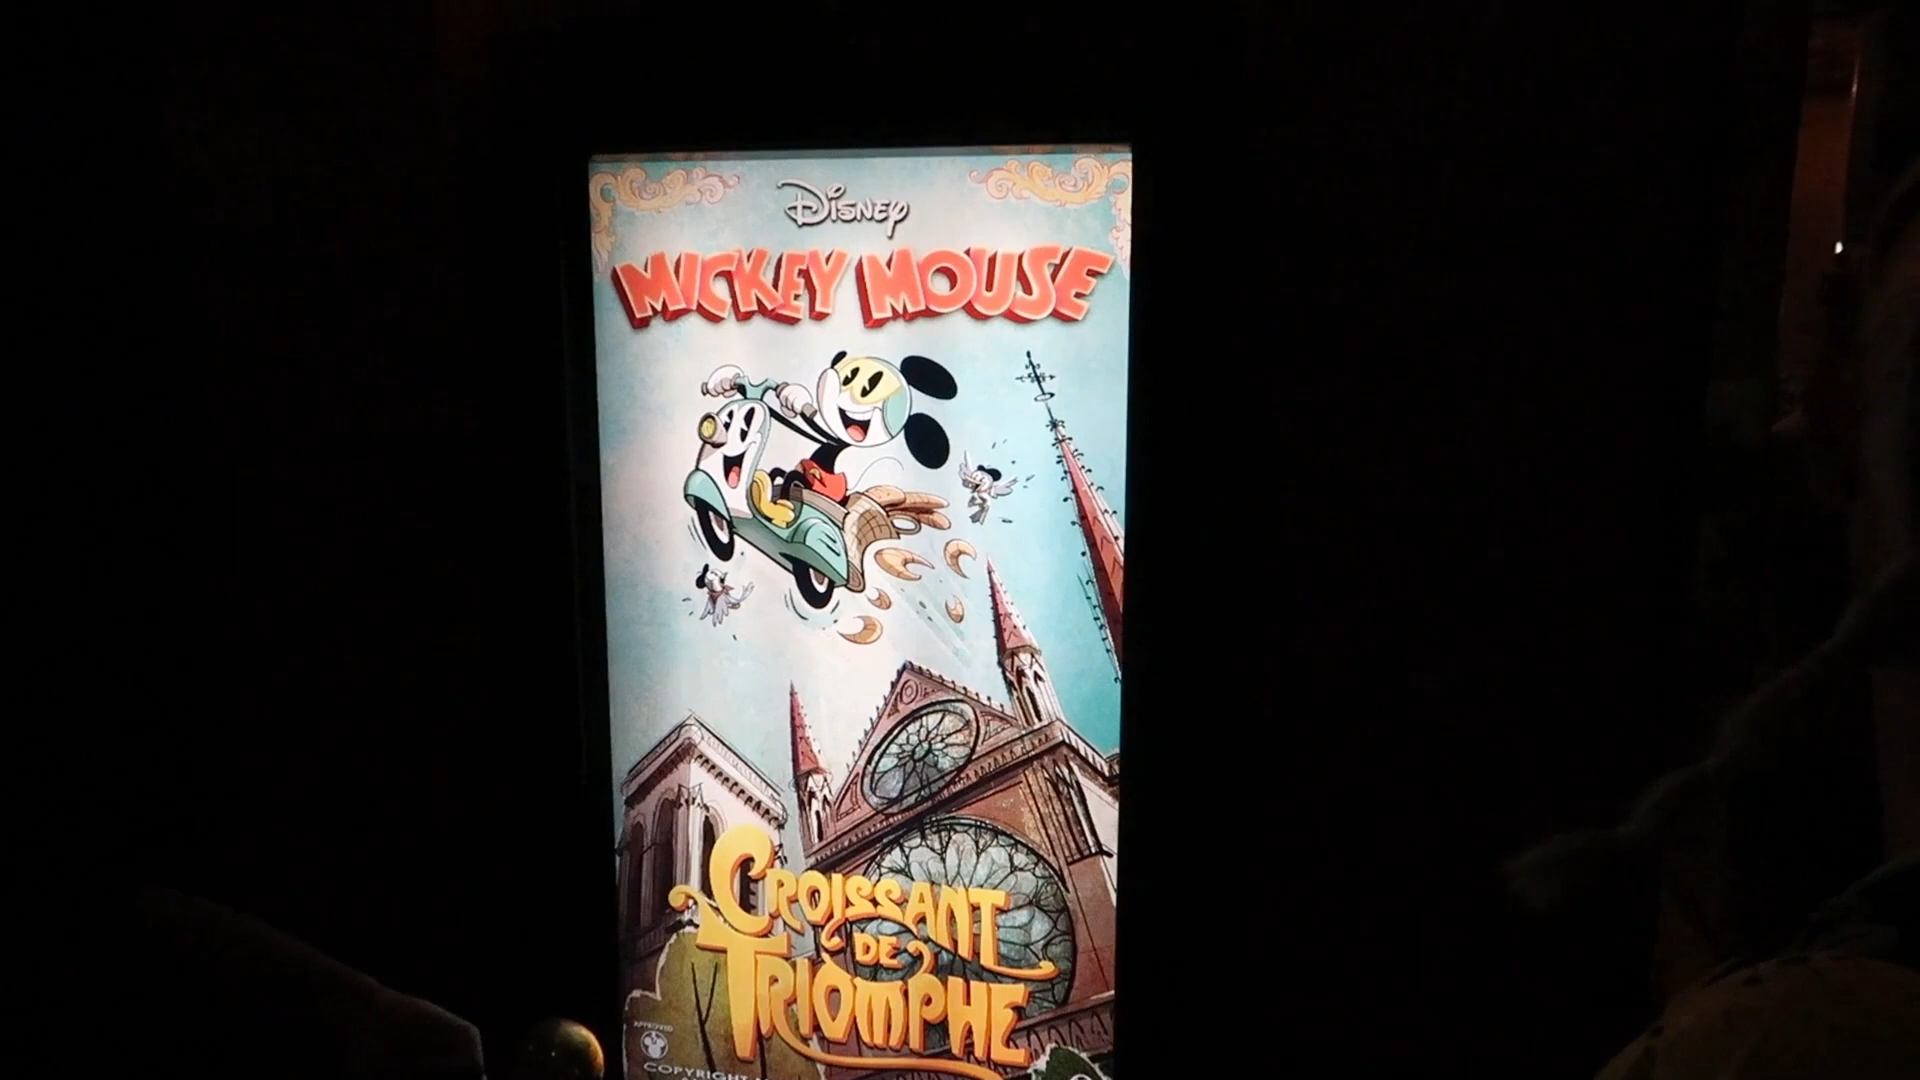 Disney
MICKEY MOUSE
CROISSANT
DE
TRIOMPHE
APPROVED
COPYRIGHT